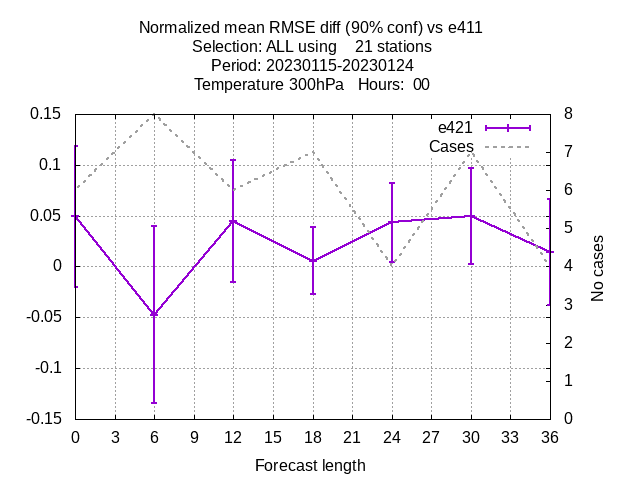 Normalized mean RMSE diff (90% conf) vs e411
Selection: ALL using    21 stations
Period: 20230115-20230124
Temperature 300hPa   Hours:  00
0.15
0.1
0.05
0
-0.05
-0.1
-0.15
8
7
6
5
4
3
2
1
0
e421
Cases
No cases
0 3 6 9 12 15 18 21 24 27 30 33 36
Forecast length